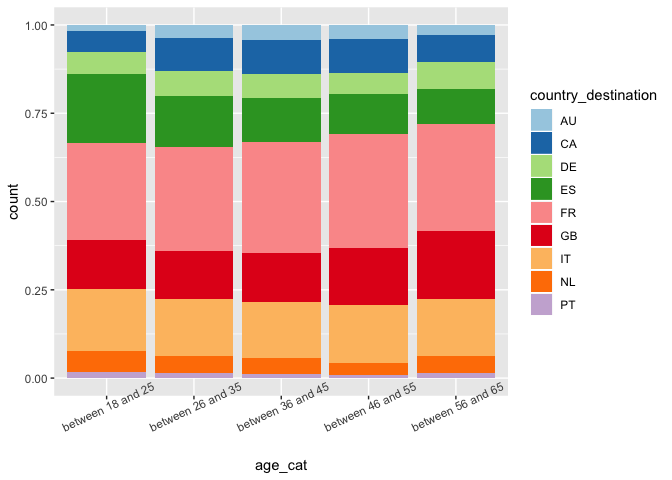 1.00
0.75
0.50
0.25
0.00
count
between 18 and 25
between 26 and 35
between 36 and 45
between 46 and 55
between 56 and 65
age_cat
country_destination
AU
CA
DE
ES
FR
GB
IT
NL
PT